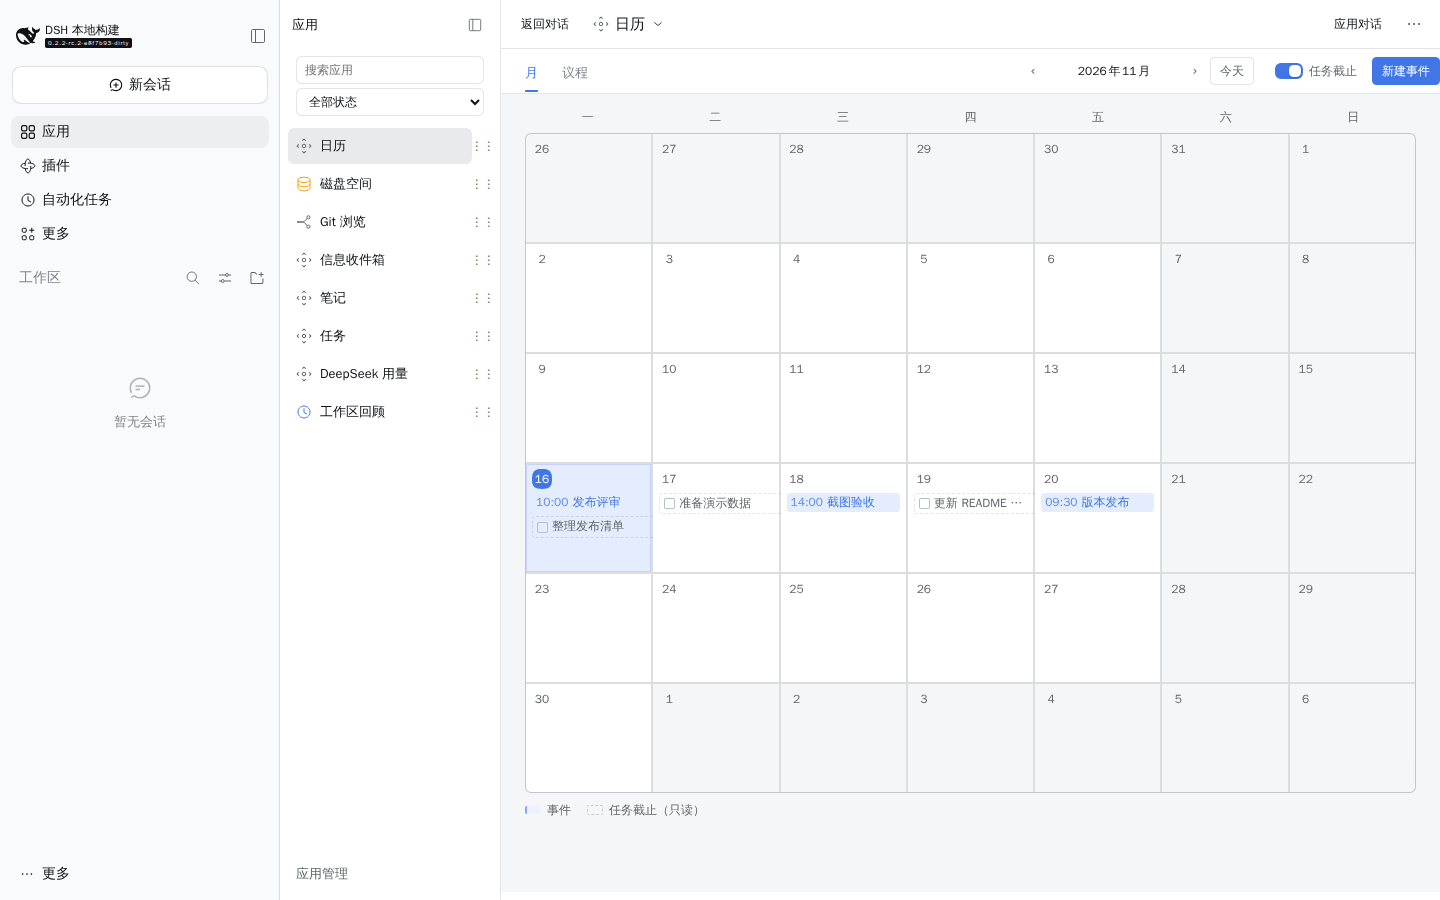 DSH 本地构建
新会话
应用
插件
自动化任务
更多
工作区
暂无会话
更多
应用
搜索应用
全部状态
日历
磁盘空间
Git 浏览
信息收件箱
笔记
任务
DeepSeek 用量
工作区回顾
应用管理
返回对话
日历
应用对话
月
议程
2026年11月
今天
任务截止
新建事件
一 二 三 四 五 六 日
26 27 28 29 30 31 1
2 3 4 5 6 7 8
9 10 11 12 13 14 15
16 17 18 19 20 21 22
10:00 发布评审
准备演示数据
14:00 截图验收
更新 README …
09:30 版本发布
整理发布清单
23 24 25 26 27 28 29
30 1 2 3 4 5 6
事件
任务截止（只读）